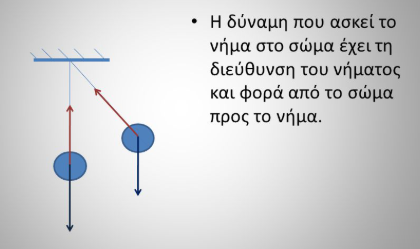 • Η δύναμη που ασκεί το
νήμα στο σώμα έχει τη
διεύθυνση του νήματος
και φορά από το σώμα
προς το νήμα.